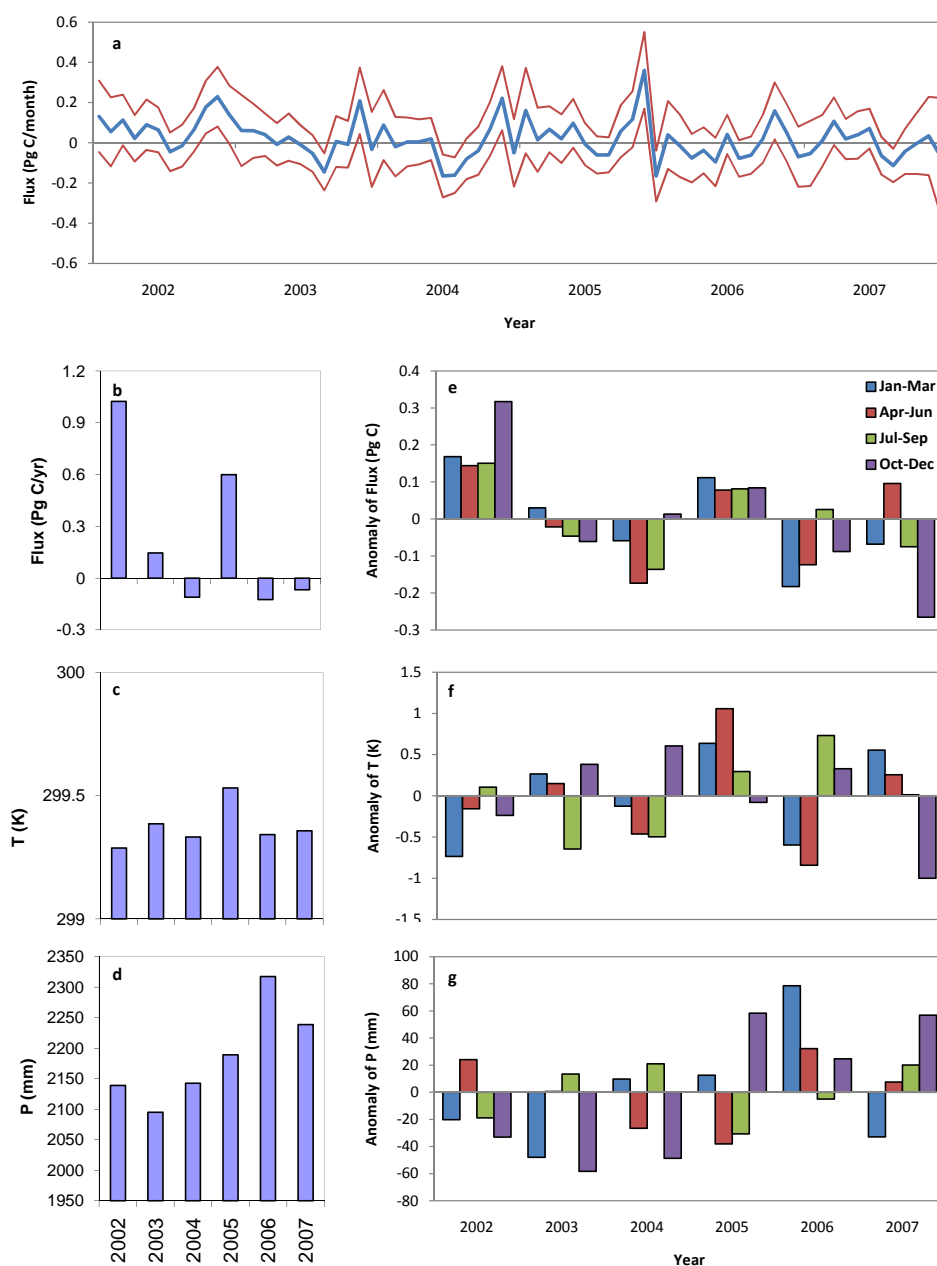 a
Flux (Pg C/month)
0.6
0.4
0.2
0
-0.2
-0.4
-0.6
2002 2003 2004 2005 2006 2007
Year
b
Flux (Pg C/yr)
1.2
0.9
0.6
0.3
0
-0.3
c
T (K)
300
299.5
299
d
P (mm)
2350
2300
2250
2200
2150
2100
2050
2000
1950
2002 2003 2004 2005 2006 2007
e
Anomaly of Flux (Pg C)
0.4
0.3
0.2
0.1
0
-0.1
-0.2
-0.3
Jan-Mar
Apr-Jun
Jul-Sep
Oct-Dec
f
Anomaly of T (K)
1.5
1
0.5
0
-0.5
-1
-1.5
g
Anomaly of P (mm)
100
80
60
40
20
0
-20
-40
-60
-80
2002 2003 2004 2005 2006 2007
Year